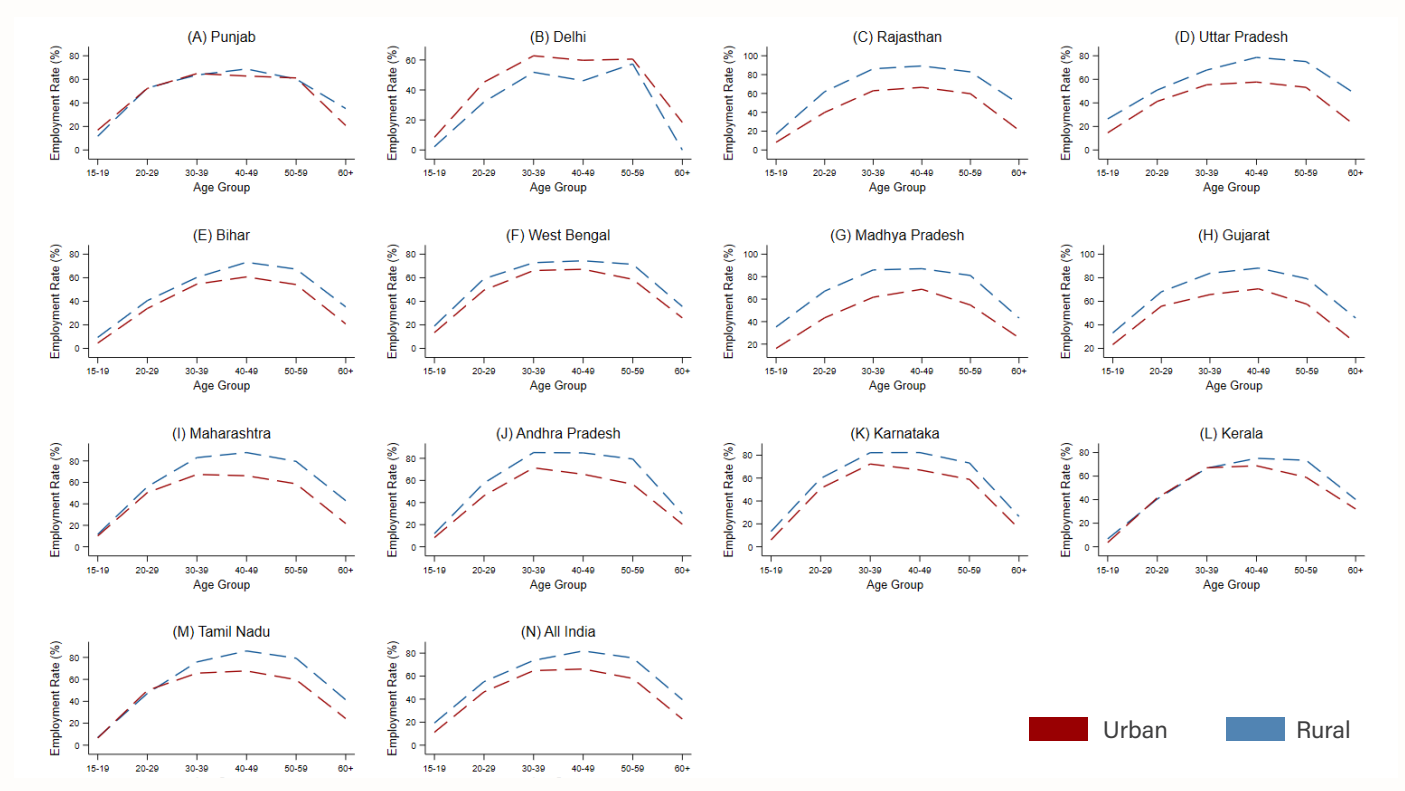 (A) Punjab
Employment Rate (%)
80
60
40
20
0
15-19 20-29 30-39 40-49 50-59 60+
Age Group
(B) Delhi
Employment Rate (%)
60
40
20
0
15-19 20-29 30-39 40-49 50-59 60+
Age Group
(C) Rajasthan
Employment Rate (%)
100
80
60
40
20
0
15-19 20-29 30-39 40-49 50-59 60+
Age Group
(D) Uttar Pradesh
Employment Rate (%)
80
60
40
20
0
15-19 20-29 30-39 40-49 50-59 60+
Age Group
(E) Bihar
Employment Rate (%)
80
60
40
20
0
15-19 20-29 30-39 40-49 50-59 60+
Age Group
(F) West Bengal
Employment Rate (%)
80
60
40
20
0
15-19 20-29 30-39 40-49 50-59 60+
Age Group
(G) Madhya Pradesh
Employment Rate (%)
100
80
60
40
20
15-19 20-29 30-39 40-49 50-59 60+
Age Group
(H) Gujarat
Employment Rate (%)
100
80
60
40
20
15-19 20-29 30-39 40-49 50-59 60+
Age Group
(I) Maharashtra
Employment Rate (%)
80
60
40
20
0
15-19 20-29 30-39 40-49 50-59 60+
Age Group
(J) Andhra Pradesh
Employment Rate (%)
80
60
40
20
0
15-19 20-29 30-39 40-49 50-59 60+
Age Group
(K) Karnataka
Employment Rate (%)
80
60
40
20
0
15-19 20-29 30-39 40-49 50-59 60+
Age Group
(L) Kerala
Employment Rate (%)
80
60
40
20
0
15-19 20-29 30-39 40-49 50-59 60+
Age Group
(M) Tamil Nadu
Employment Rate (%)
80
60
40
20
0
15-19 20-29 30-39 40-49 50-59 60+
(N) All India
Employment Rate (%)
80
60
40
20
0
15-19 20-29 30-39 40-49 50-59 60+
Urban
Rural